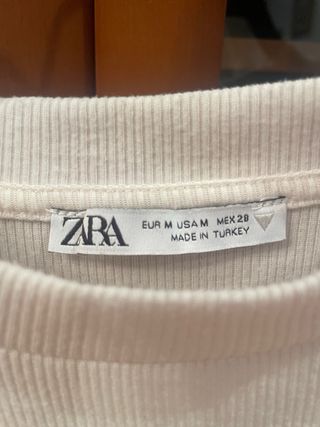 ZARA
EUR M USA M MEX 28
MADE IN TURKEY